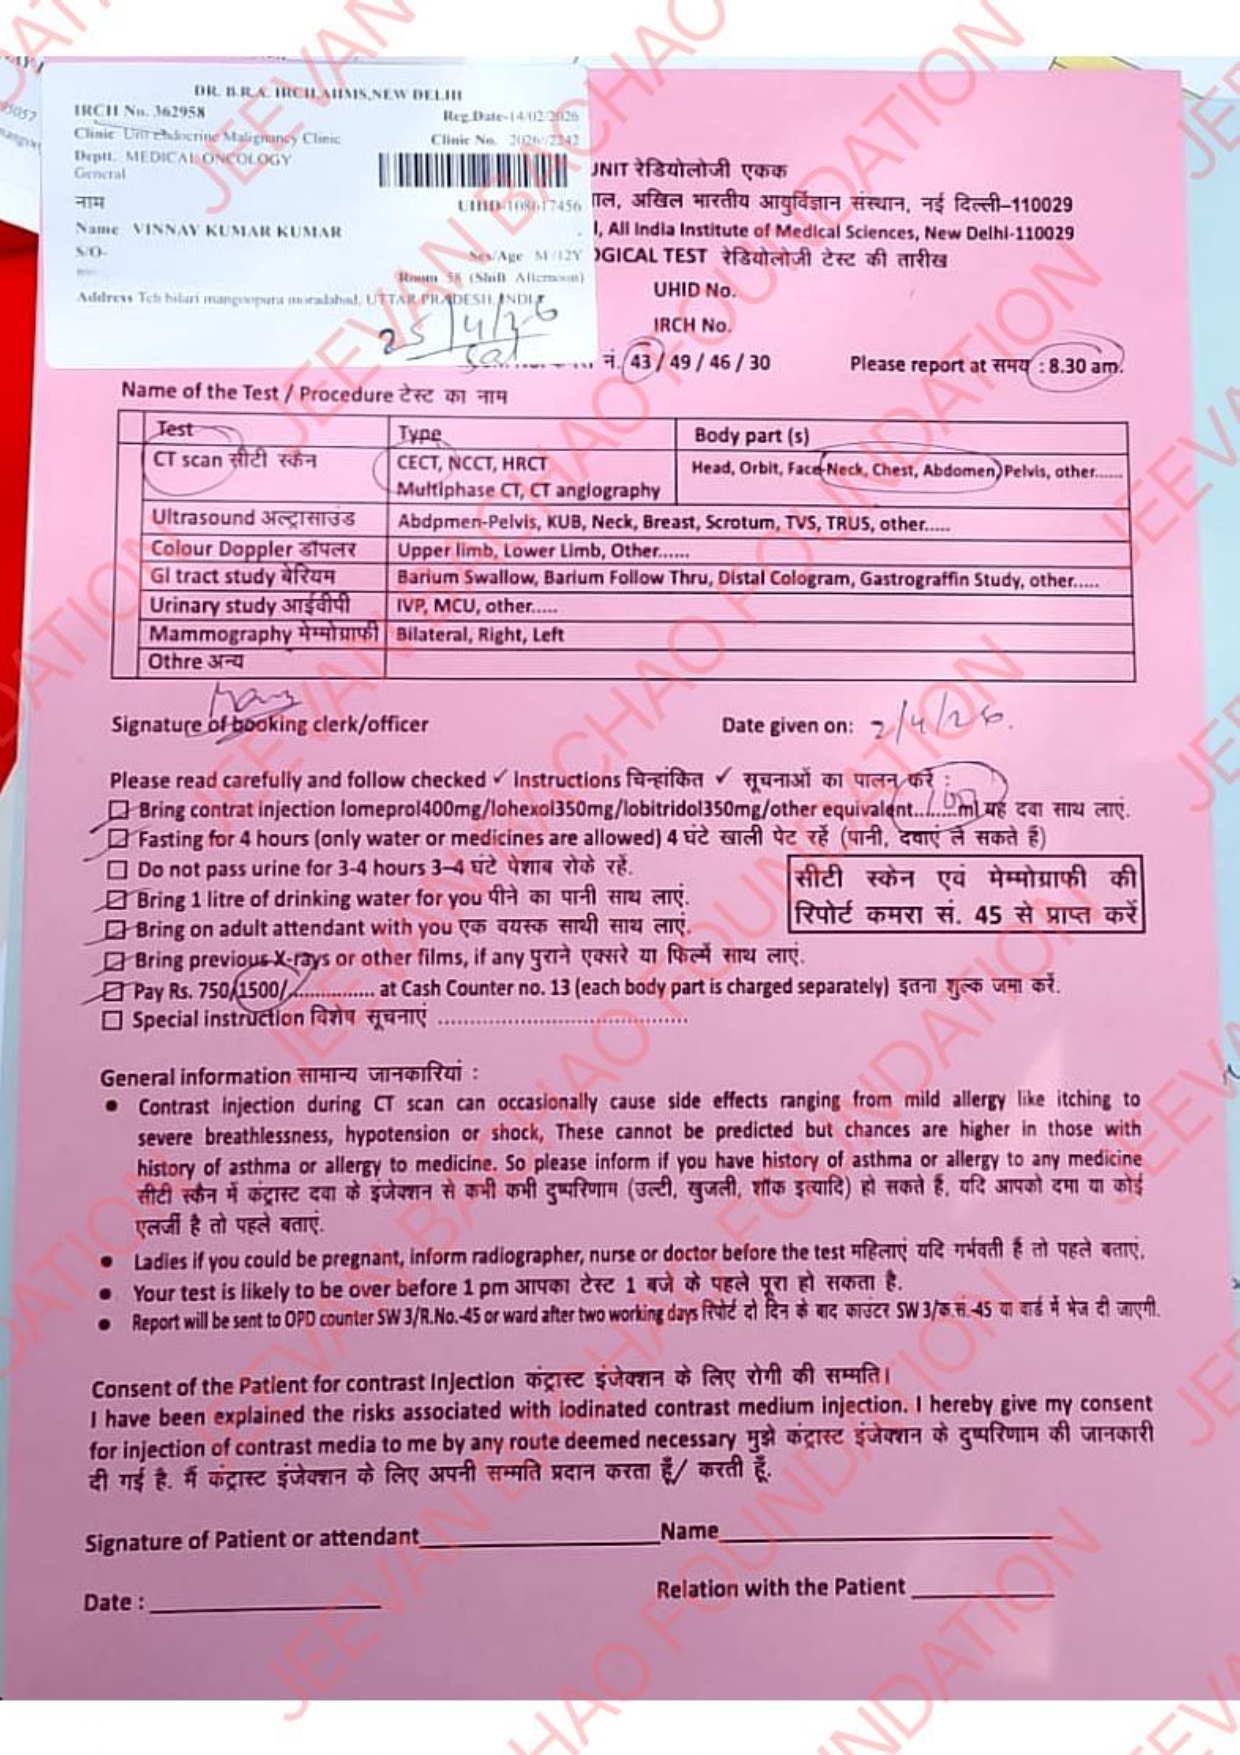 DR. B.R.A. IRCH,AIIMS,NEW DELHI
IRCH No. 362958
Reg.Date-14/02/2026
Clinic Uro Endocrine Malignancy Clinic
Clinic No.
Deptt. MEDICAL ONCOLOGY
General
नाम
UHID-108617456
Name VINNAY KUMAR KUMAR
S/O-
Sex/Age M/12Y
Room 58 (Shift Afternoon)
Address Teh bilari mangoopura moradabad, UTTAR PRADESH, INDIA
25/4/26
Sat
UNIT रेडियोलोजी एकक
अखिल भारतीय आयुर्विज्ञान संस्थान, नई दिल्ली–110029
All India Institute of Medical Sciences, New Delhi-110029
OGICAL TEST रेडियोलोजी टेस्ट की तारीख
UHID No.
IRCH No.
नं. 43 / 49 / 46 / 30 Please report at समय : 8.30 am.
Name of the Test / Procedure टेस्ट का नाम
Test Type Body part (s)
CT scan सीटी स्कैन CECT, NCCT, HRCT Head, Orbit, Face Neck, Chest, Abdomen, Pelvis, other......
Multiphase CT, CT anglography
Ultrasound अल्ट्रासाउंड Abdpmen-Pelvis, KUB, Neck, Breast, Scrotum, TVS, TRUS, other.....
Colour Doppler डॉपलर Upper limb, Lower Limb, Other......
GI tract study बेरियम Barium Swallow, Barium Follow Thru, Distal Cologram, Gastrograffin Study, other.....
Urinary study आईवीपी IVP, MCU, other.....
Mammography मेम्मोग्राफी Bilateral, Right, Left
Othre अन्य
Signature of booking clerk/officer Date given on: 2/4/26.
Please read carefully and follow checked ✓ Instructions चिन्हांकित ✓ सूचनाओं का पालन करें :
Bring contrat injection Iomeprol400mg/Iohexol350mg/Iobitridol350mg/other equivalent.. 100 ...ml यह दवा साथ लाएं.
Fasting for 4 hours (only water or medicines are allowed) 4 घंटे खाली पेट रहें (पानी, दवाएं ले सकते हैं)
Do not pass urine for 3-4 hours 3–4 घंटे पेशाब रोके रहें.
Bring 1 litre of drinking water for you पीने का पानी साथ लाएं.
Bring on adult attendant with you एक वयस्क साथी साथ लाएं.
Bring previous X-rays or other films, if any पुराने एक्सरे या फिल्में साथ लाएं.
सीटी स्केन एवं मेम्मोग्राफी की
रिपोर्ट कमरा सं. 45 से प्राप्त करें
Pay Rs. 750/1500/.............. at Cash Counter no. 13 (each body part is charged separately) इतना शुल्क जमा करें.
Special instruction विशेष सूचनाएं ........................................
General information सामान्य जानकारियां :
• Contrast injection during CT scan can occasionally cause side effects ranging from mild allergy like itching to
severe breathlessness, hypotension or shock, These cannot be predicted but chances are higher in those with
history of asthma or allergy to medicine. So please inform if you have history of asthma or allergy to any medicine
सीटी स्कैन में कंट्रास्ट दवा के इंजेक्शन से कभी कभी दुष्परिणाम (उल्टी, खुजली, शॉक इत्यादि) हो सकते हैं, यदि आपको दमा या कोई
एलर्जी है तो पहले बताएं.
• Ladies if you could be pregnant, inform radiographer, nurse or doctor before the test महिलाएं यदि गर्भवती हैं तो पहले बताएं.
• Your test is likely to be over before 1 pm आपका टेस्ट 1 बजे के पहले पूरा हो सकता है.
• Report will be sent to OPD counter SW 3/R.No.-45 or ward after two working days रिपोर्ट दो दिन के बाद काउंटर SW 3/क.सं.-45 या वार्ड में भेज दी जाएगी.
Consent of the Patient for contrast Injection कंट्रास्ट इंजेक्शन के लिए रोगी की सम्मति।
I have been explained the risks associated with iodinated contrast medium injection. I hereby give my consent
for injection of contrast media to me by any route deemed necessary मुझे कंट्रास्ट इंजेक्शन के दुष्परिणाम की जानकारी
दी गई है. मैं कंट्रास्ट इंजेक्शन के लिए अपनी सम्मति प्रदान करता हूँ/ करती हूँ.
Signature of Patient or attendant Name
Date : Relation with the Patient
JEEVAN BACHAO FOUNDATION